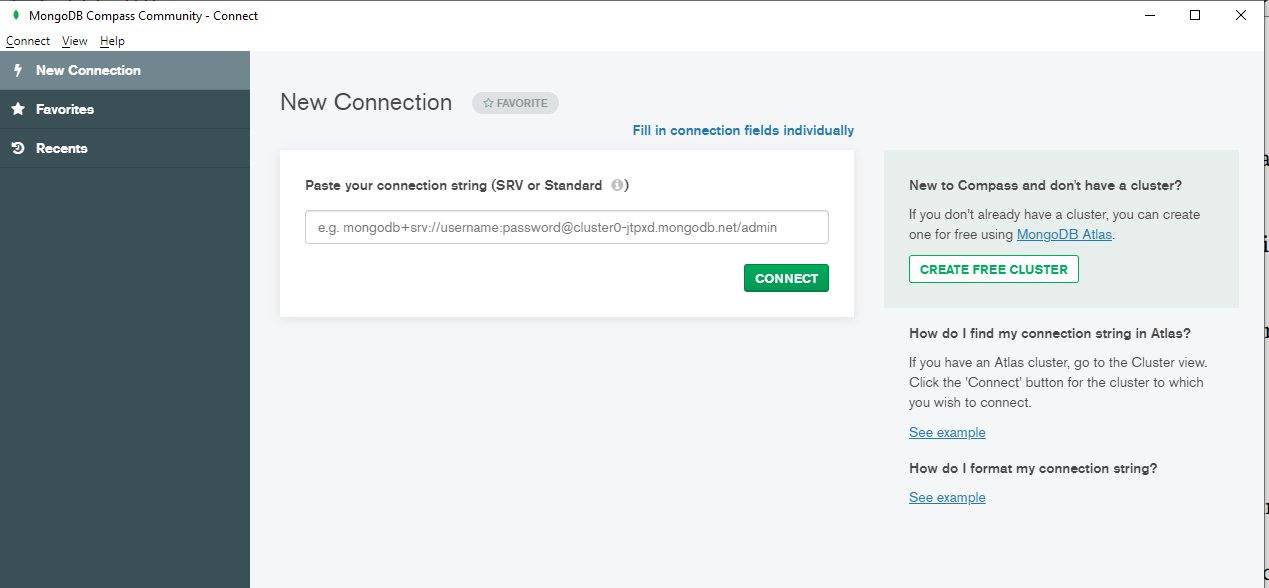 MongoDB Compass Community - Connect
Connect View Help
New Connection
Favorites
Recents
New Connection
FAVORITE
Fill in connection fields individually
Paste your connection string (SRV or Standard )
e.g. mongodb+srv://username:password@cluster0-jtpxd.mongodb.net/admin
CONNECT
New to Compass and don't have a cluster?
If you don't already have a cluster, you can create
one for free using MongoDB Atlas.
CREATE FREE CLUSTER
How do I find my connection string in Atlas?
If you have an Atlas cluster, go to the Cluster view.
Click the 'Connect' button for the cluster to which
you wish to connect.
See example
How do I format my connection string?
See example